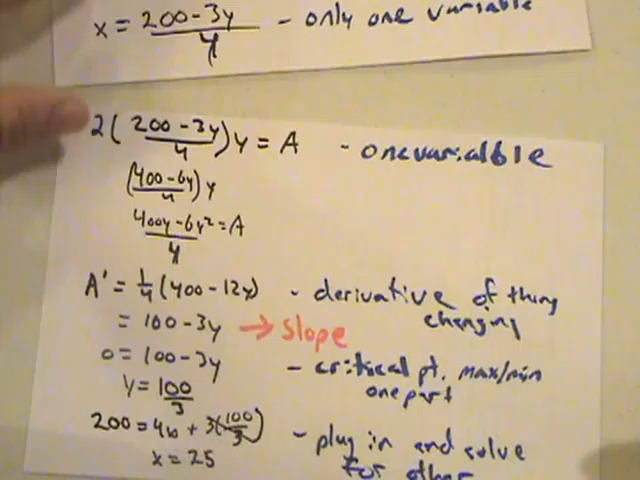 x = (200-3y)/4 - only one variable
2((200-3y)/4)y = A - onevarialble
((400-6y)/4)y
(400y-6y²)/4 = A
A' = 1/4(400-12y) - derivative of thing changing
= 100-3y → slope
0 = 100-3y - critical pt. max/min one part
y = 100/3
200 = 4x + 3(100/3) - plug in and solve for other
x = 25